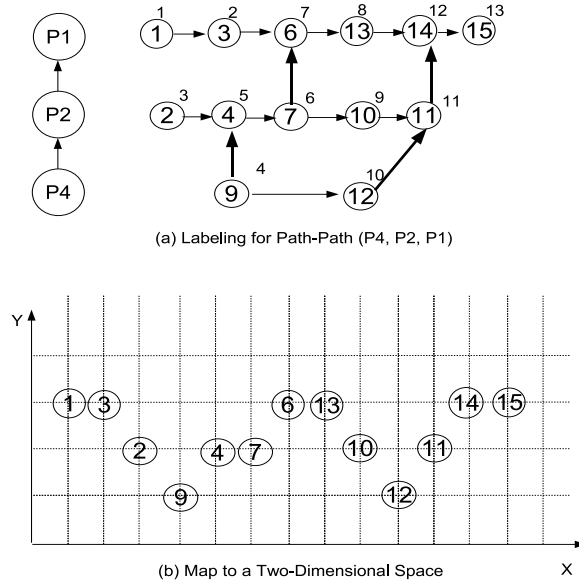 1 2 7 8 12 13
P1 1 3 6 13 14 15
3 5 6 9 11
P2 2 4 7 10 11
4 10
P4 9 12
(a) Labeling for Path-Path (P4, P2, P1)
Y
1 3 6 13 14 15
2 4 7 10 11
9 12
(b) Map to a Two-Dimensional Space X